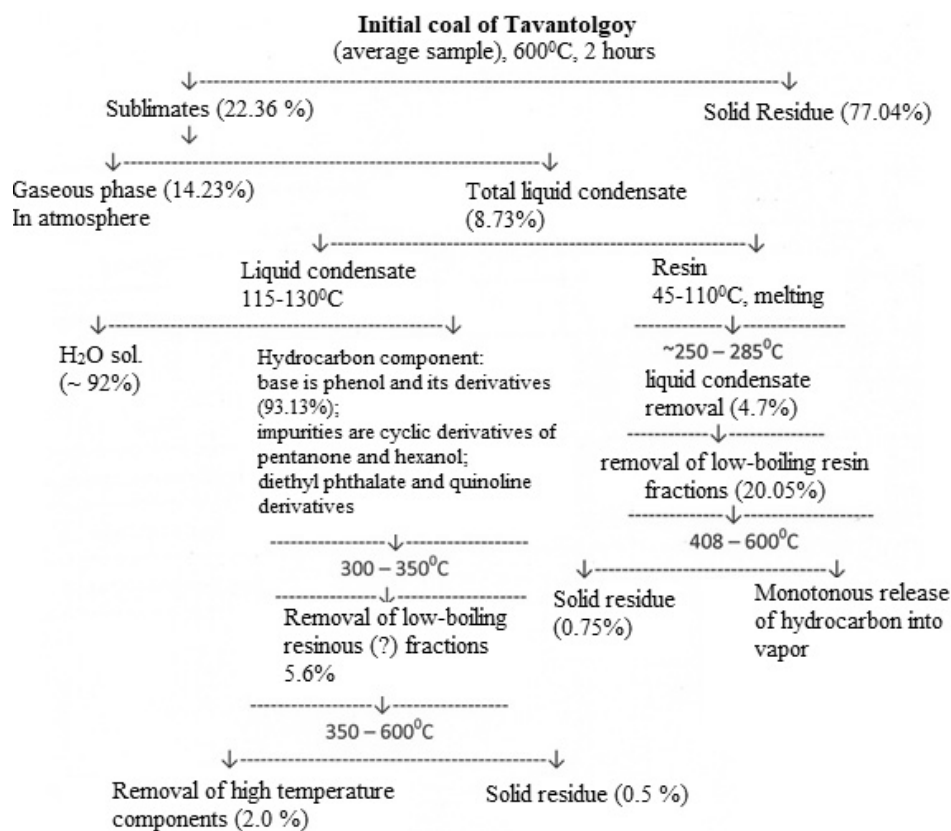 Initial coal of Tavantolgoy
(average sample), 600⁰C, 2 hours
Sublimates (22.36 %)
Solid Residue (77.04%)
Gaseous phase (14.23%)
In atmosphere
Total liquid condensate
(8.73%)
Liquid condensate
115-130⁰C
Resin
45-110⁰C, melting
H₂O sol.
(~ 92%)
Hydrocarbon component:
base is phenol and its derivatives
(93.13%);
impurities are cyclic derivatives of
pentanone and hexanol;
diethyl phthalate and quinoline
derivatives
~250 – 285⁰C
liquid condensate
removal (4.7%)
removal of low-boiling resin
fractions (20.05%)
408 – 600⁰C
300 – 350⁰C
Solid residue
(0.75%)
Monotonous release
of hydrocarbon into
vapor
Removal of low-boiling
resinous (?) fractions
5.6%
350 – 600⁰C
Removal of high temperature
components (2.0 %)
Solid residue (0.5 %)